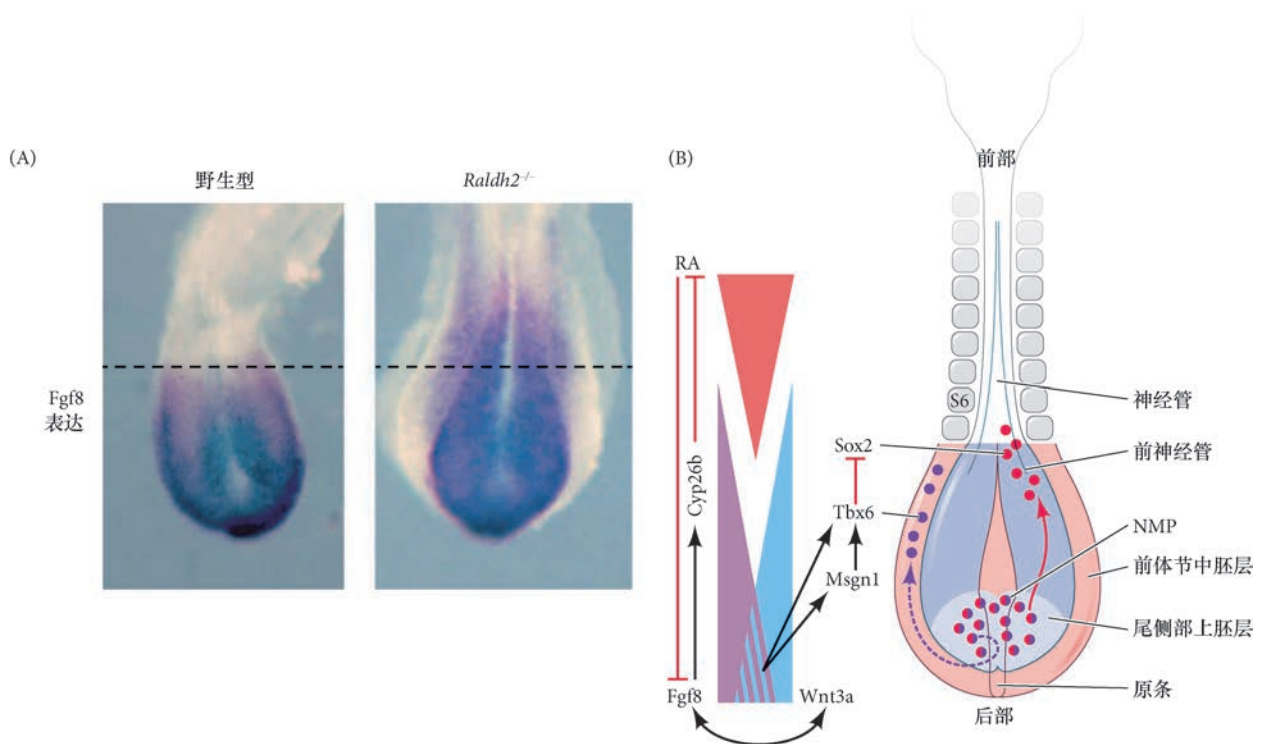 (A)
野生型
Raldh2⁻/⁻
Fgf8
表达
(B)
前部
RA
S6
神经管
Sox2
前神经管
Cyp26b
Tbx6
NMP
Msgn1
前体节中胚层
尾侧部上胚层
Fgf8
Wnt3a
原条
后部